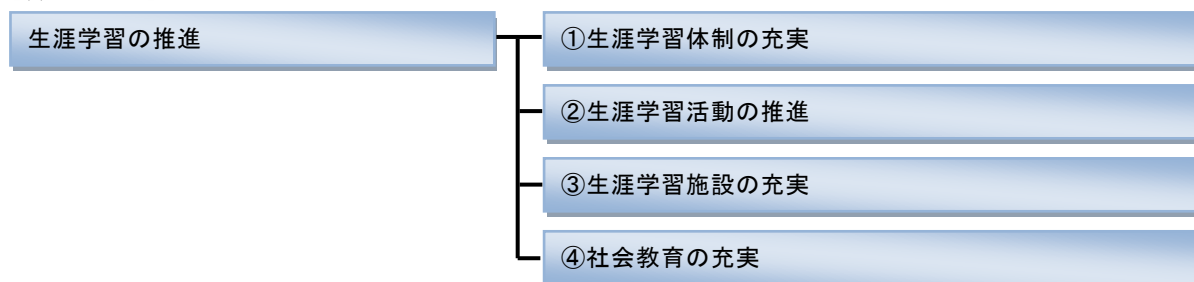 生涯学習の推進
①生涯学習体制の充実
②生涯学習活動の推進
③生涯学習施設の充実
④社会教育の充実